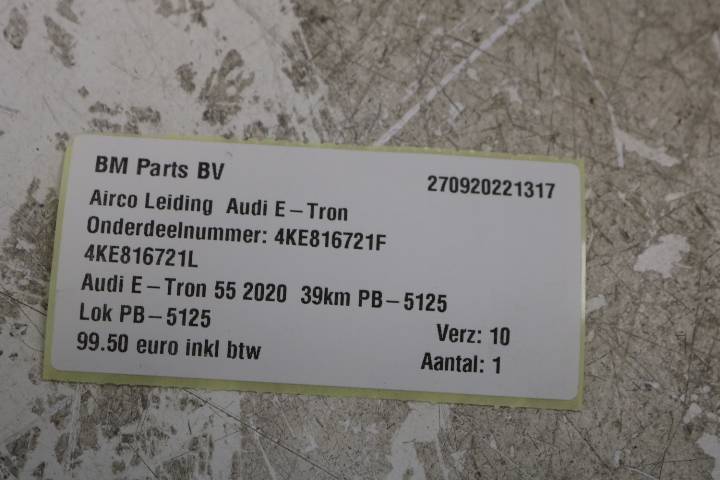 BM Parts BV 270920221317
Airco Leiding Audi E-Tron
Onderdeelnummer: 4KE816721F
4KE816721L
Audi E-Tron 55 2020 39km PB-5125
Lok PB-5125 Verz: 10
99.50 euro inkl btw Aantal: 1